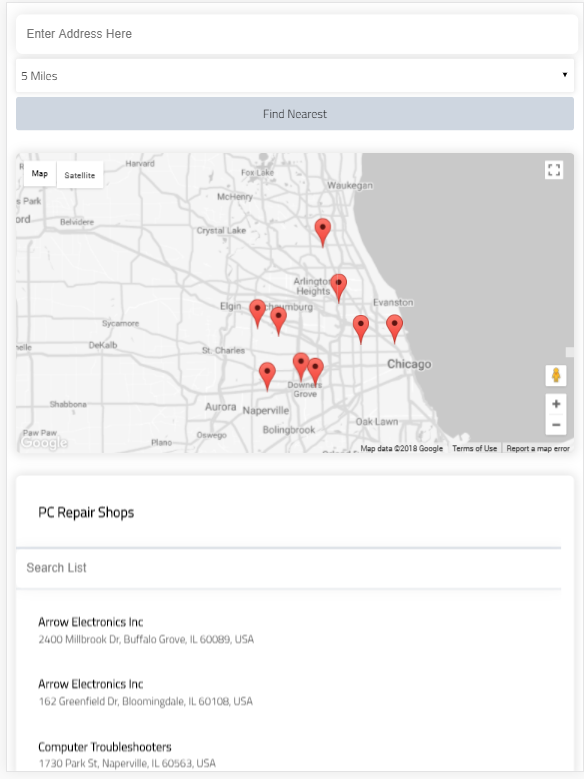 Enter Address Here
5 Miles
Find Nearest
Map
Satellite
Harvard
Fox Lake
Waukegan
McHenry
s Park
ord
Belvidere
Crystal Lake
Arlington
Heights
Evanston
Elgin
chaumburg
Sycamore
DeKalb
elle
St. Charles
Chicago
Downers
Grove
Shabbona
Aurora
Naperville
Oak Lawn
Bolingbrook
Oswego
Paw Paw
Plano
Google
Map data ©2018 Google
Terms of Use
Report a map error
PC Repair Shops
Search List
Arrow Electronics Inc
2400 Millbrook Dr, Buffalo Grove, IL 60089, USA
Arrow Electronics Inc
162 Greenfield Dr, Bloomingdale, IL 60108, USA
Computer Troubleshooters
1730 Park St, Naperville, IL 60563, USA